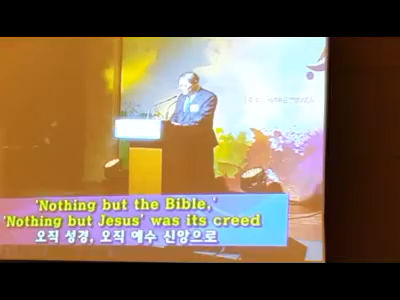 'Nothing but the Bible,'
'Nothing but Jesus' was its creed
오직 성경, 오직 예수 신앙으로